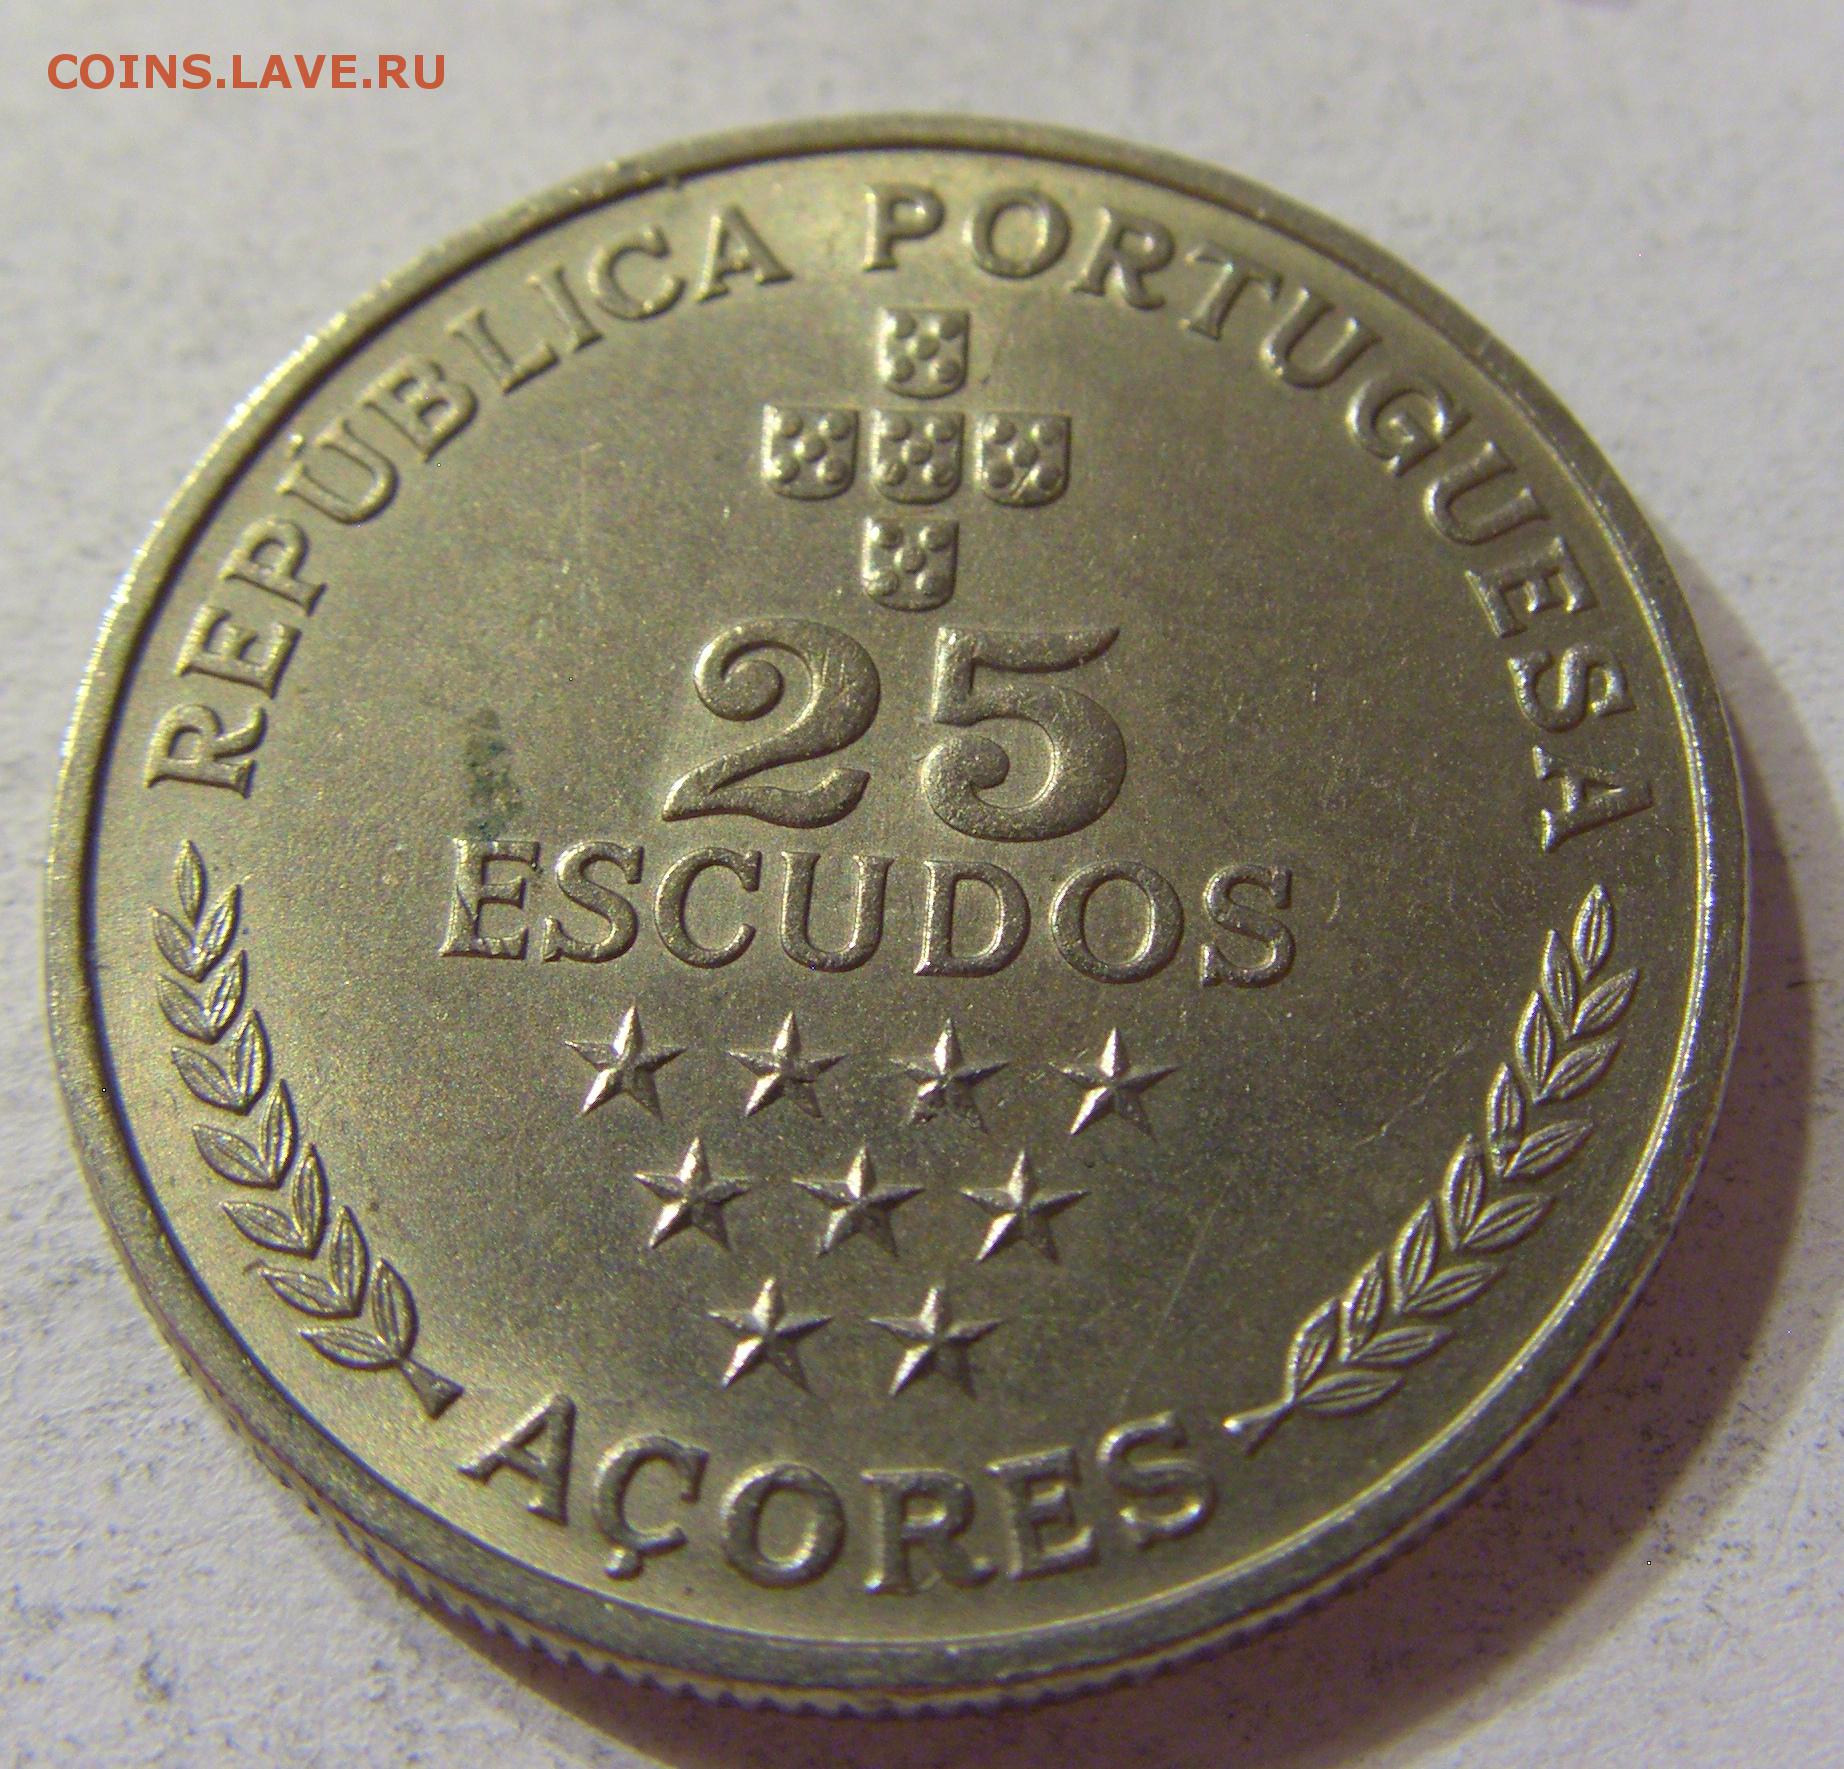 COINS.LAVE.RU
REPÚBLICA PORTUGUESA
25
ESCUDOS
AÇORES